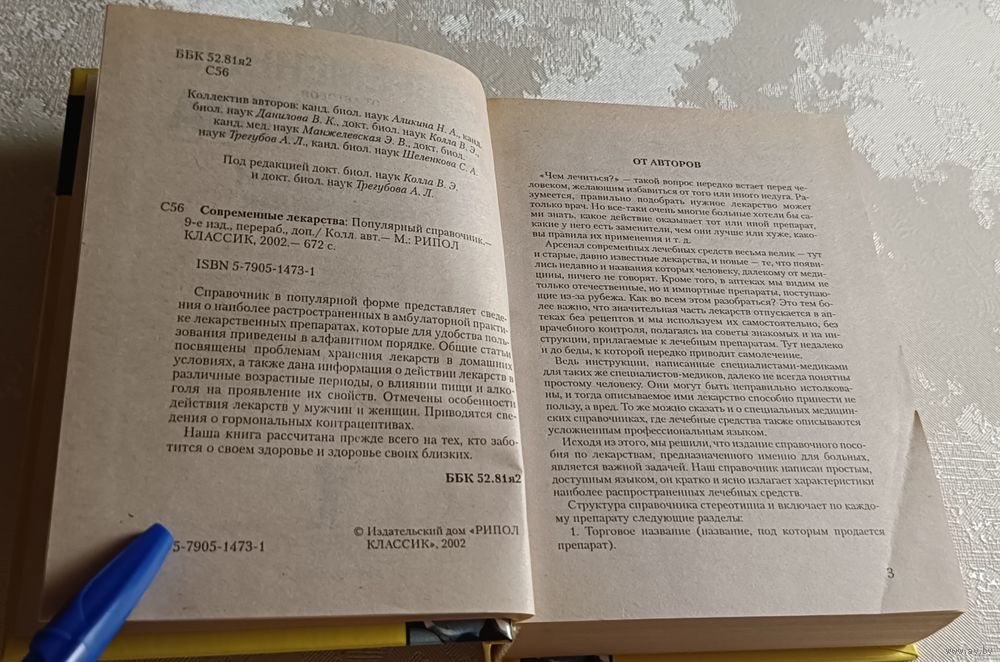 ББК 52.81я2
С56
Коллектив авторов: канд. биол. наук Аликина Н. А., канд.
биол. наук Данилова В. К., докт. биол. наук Колла В. Э.,
канд. мед. наук Манжелевская Э. В., докт. биол.
наук Трегубов А. Л., канд. биол. наук Шеленкова С. А.
Под редакцией докт. биол. наук Колла В. Э.
и докт. биол. наук Трегубова А. Л.
С56 Современные лекарства: Популярный справочник.—
9-е изд., перераб., доп./ Колл. авт.— М.: РИПОЛ
КЛАССИК, 2002.— 672 с.
ISBN 5-7905-1473-1
Справочник в популярной форме представляет сведе-
ния о наиболее распространенных в амбулаторной практи-
ке лекарственных препаратах, которые для удобства поль-
зования приведены в алфавитном порядке. Общие статьи
посвящены проблемам хранения лекарств в домашних
условиях, а также дана информация о действии лекарств в
различные возрастные периоды, о влиянии пищи и алко-
голя на проявление их свойств. Отмечены особенности
действия лекарств у мужчин и женщин. Приводятся све-
дения о гормональных контрацептивах.
Наша книга рассчитана прежде всего на тех, кто забо-
тится о своем здоровье и здоровье своих близких.
ББК 52.81я2
© Издательский дом «РИПОЛ
КЛАССИК», 2002
5-7905-1473-1
ОТ АВТОРОВ
«Чем лечиться?» — такой вопрос нередко встает перед че-
ловеком, желающим избавиться от того или иного недуга. Ра-
зумеется, правильно подобрать нужное лекарство может
только врач. Но все-таки очень многие больные хотели бы са-
ми знать, какое действие оказывает тот или иной препарат,
какие у него есть заменители, чем они лучше или хуже, како-
вы правила их применения и т. д.
Арсенал современных лечебных средств весьма велик — тут
и старые, давно известные лекарства, и новые — те, что появи-
лись недавно и названия которых человеку, далекому от меди-
цины, ничего не говорят. Кроме того, в аптеках мы видим не
только отечественные, но и импортные препараты, поступаю-
щие из-за рубежа. Как во всем этом разобраться? Это тем бо-
лее важно, что значительная часть лекарств отпускается в ап-
теках без рецептов и мы используем их самостоятельно, без
врачебного контроля, полагаясь на советы знакомых и на ин-
струкции, прилагаемые к лечебным препаратам. Тут недалеко
и до беды, к которой нередко приводит самолечение.
Ведь инструкции, написанные специалистами-медиками
для таких же специалистов-медиков, далеко не всегда понятны
простому человеку. Они могут быть неправильно истолкова-
ны, и тогда описываемое ими лекарство способно принести не
пользу, а вред. То же можно сказать и о специальных медицин-
ских справочниках, где лечебные средства также описываются
усложненным профессиональным языком.
Исходя из этого, мы решили, что издание справочного посо-
бия по лекарствам, предназначенного именно для больных,
является важной задачей. Наш справочник написан простым,
доступным языком, он кратко и ясно излагает характеристики
наиболее распространенных лечебных средств.
Структура справочника стереотипна и включает по каждо-
му препарату следующие разделы:
1. Торговое название (название, под которым продается
препарат).
3